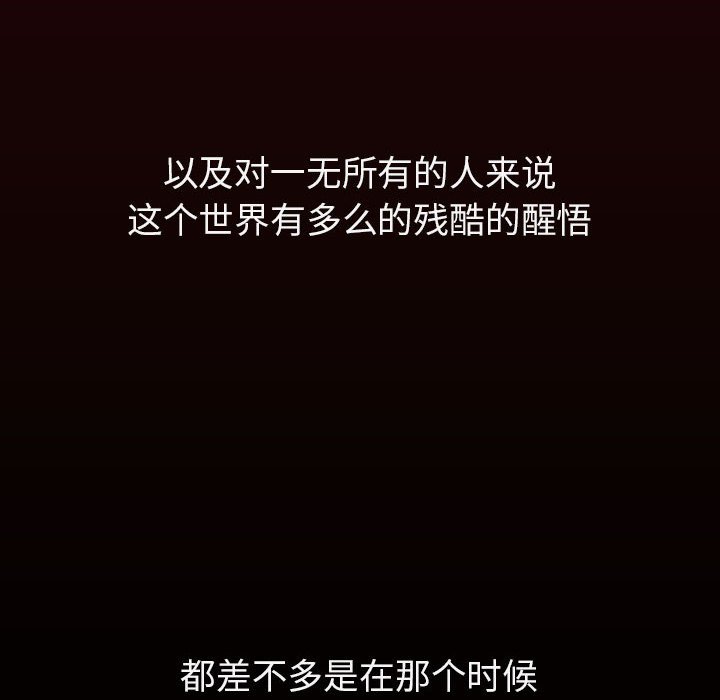 以及对一无所有的人来说
这个世界有多么的残酷的醒悟
都差不多是在那个时候